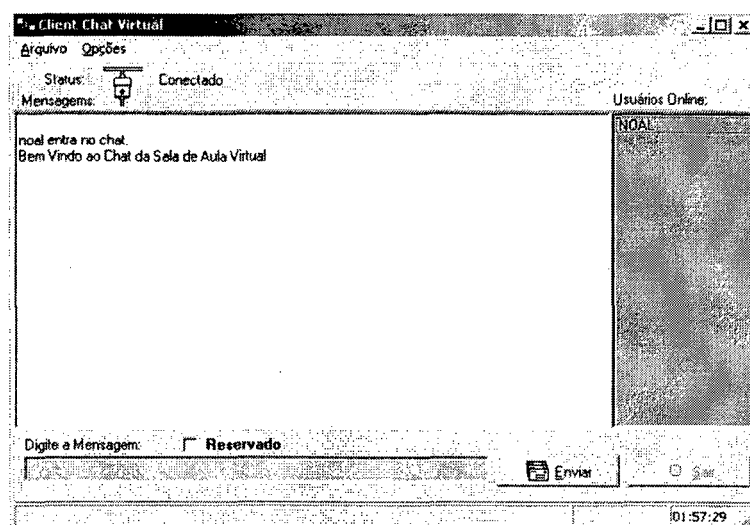 Client Chat Virtual
Arquivo Opções
Status: Conectado
Mensagems: Usuários Online:
NOAL
noal entra no chat.
Bem Vindo ao Chat da Sala de Aula Virtual
Digite a Mensagem: Reservado
Enviar Sair
01:57:29